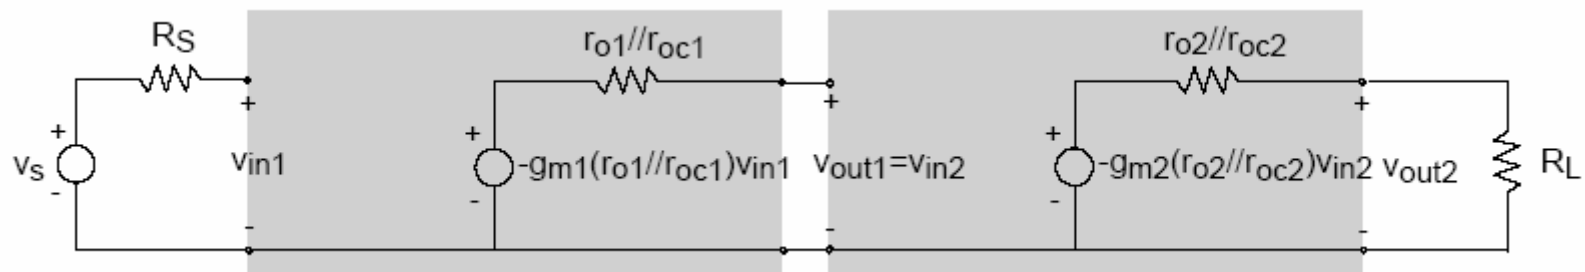 RS
ro1//roc1
ro2//roc2
+
+
+
+
+
vs
vin1
-gm1(ro1//roc1)vin1
vout1=vin2
-gm2(ro2//roc2)vin2
vout2
RL
-
-
-
-
-
-
+